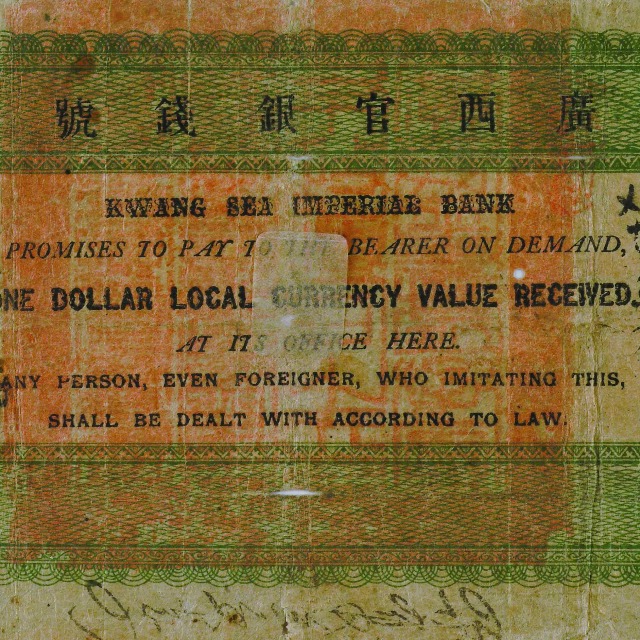 廣西官銀錢號
KWANG SEA IMPERIAL BANK
PROMISES TO PAY TO THE BEARER ON DEMAND,
ONE DOLLAR LOCAL CURRENCY VALUE RECEIVED.
AT ITS OFFICE HERE.
ANY PERSON, EVEN FOREIGNER, WHO IMITATING THIS,
SHALL BE DEALT WITH ACCORDING TO LAW.